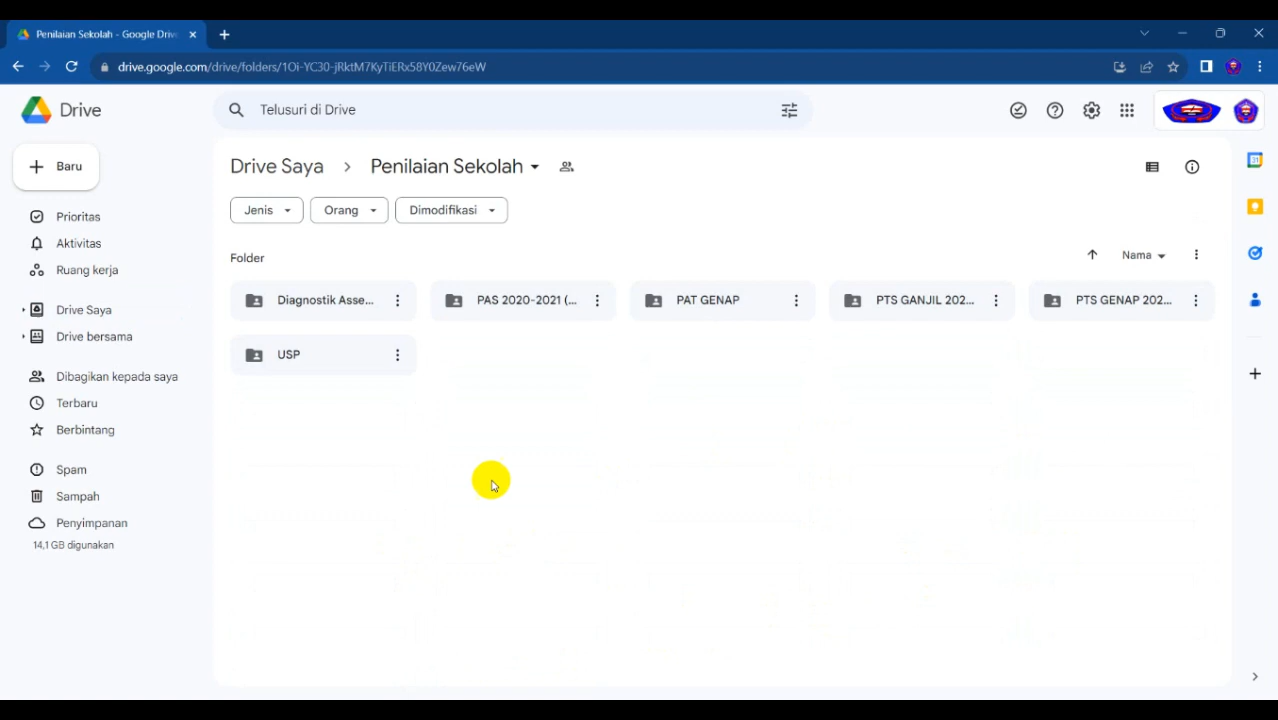 Penilaian Sekolah - Google Driv
drive.google.com/drive/folders/1Oi-YC30-jRktM7KyTiERx58Y0Zew76eW
Drive
Telusuri di Drive
Baru
Drive Saya > Penilaian Sekolah
Jenis Orang Dimodifikasi
Prioritas
Aktivitas
Ruang kerja
Drive Saya
Drive bersama
Dibagikan kepada saya
Terbaru
Berbintang
Spam
Sampah
Penyimpanan
14,1 GB digunakan
Folder
Nama
Diagnostik Asse...
PAS 2020-2021 (...
PAT GENAP
PTS GANJIL 202...
PTS GENAP 202...
USP
31